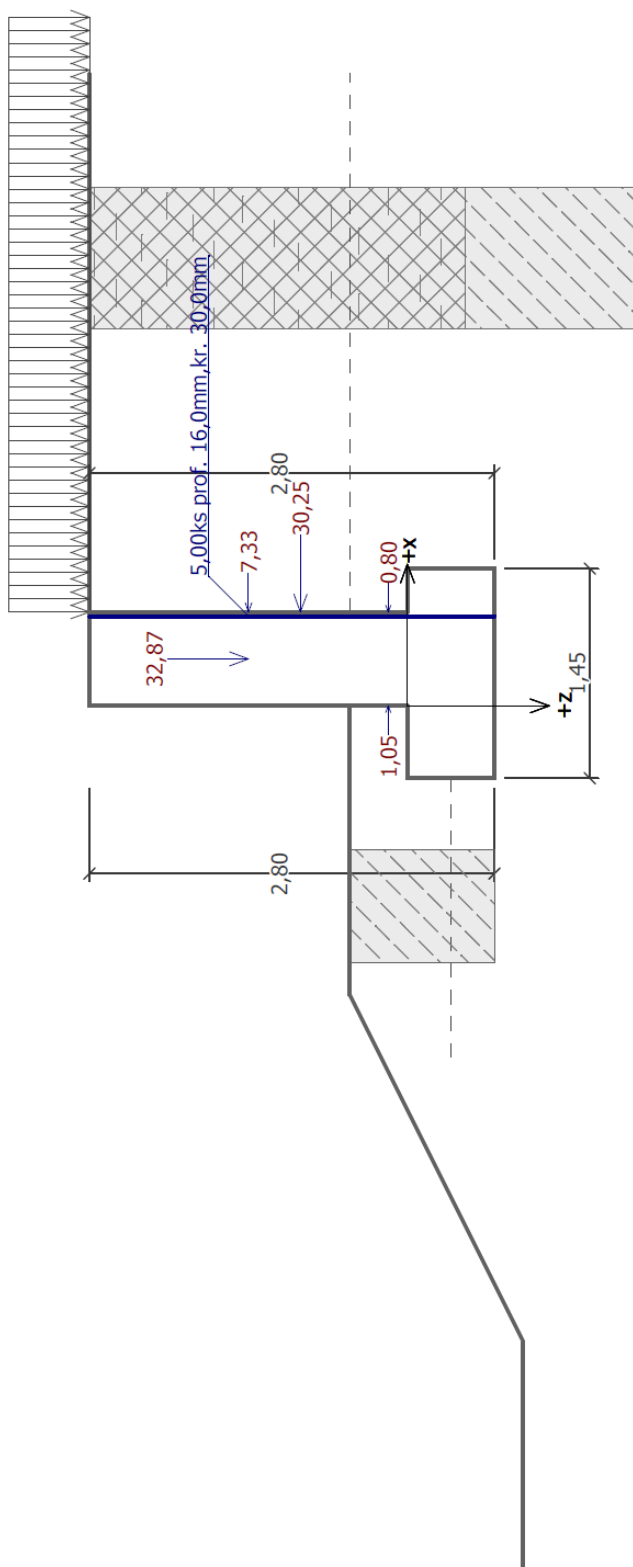 5,00ks prof. 16,0mm,kr. 30,0mm
2,80
7,33
30,25
0,80
+x
32,87
1,05
+z
1,45
2,80